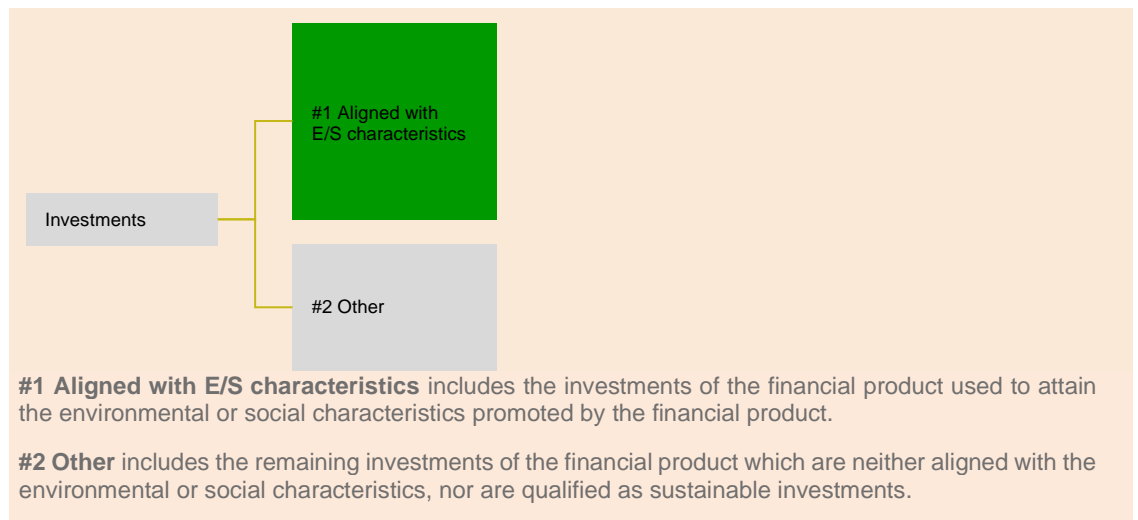 #1 Aligned with
E/S characteristics
Investments
#2 Other
#1 Aligned with E/S characteristics includes the investments of the financial product used to attain
the environmental or social characteristics promoted by the financial product.
#2 Other includes the remaining investments of the financial product which are neither aligned with the
environmental or social characteristics, nor are qualified as sustainable investments.